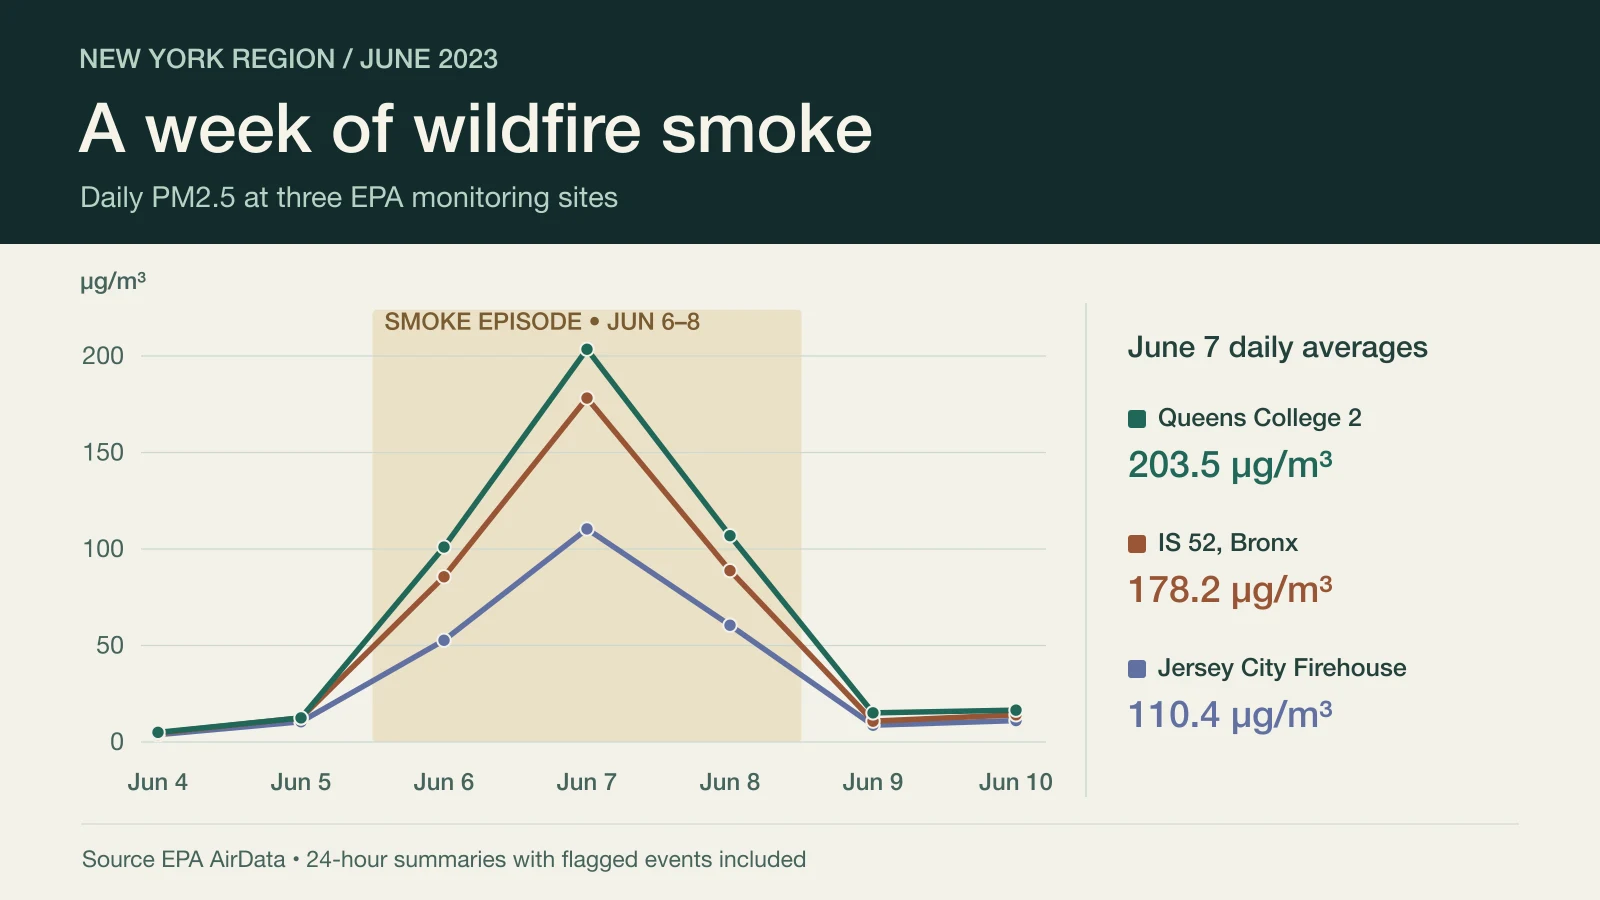 NEW YORK REGION / JUNE 2023
A week of wildfire smoke
Daily PM2.5 at three EPA monitoring sites
µg/m³
SMOKE EPISODE • JUN 6–8
200
150
100
50
0
Jun 4
Jun 5
Jun 6
Jun 7
Jun 8
Jun 9
Jun 10
June 7 daily averages
Queens College 2
203.5 µg/m³
IS 52, Bronx
178.2 µg/m³
Jersey City Firehouse
110.4 µg/m³
Source EPA AirData • 24-hour summaries with flagged events included